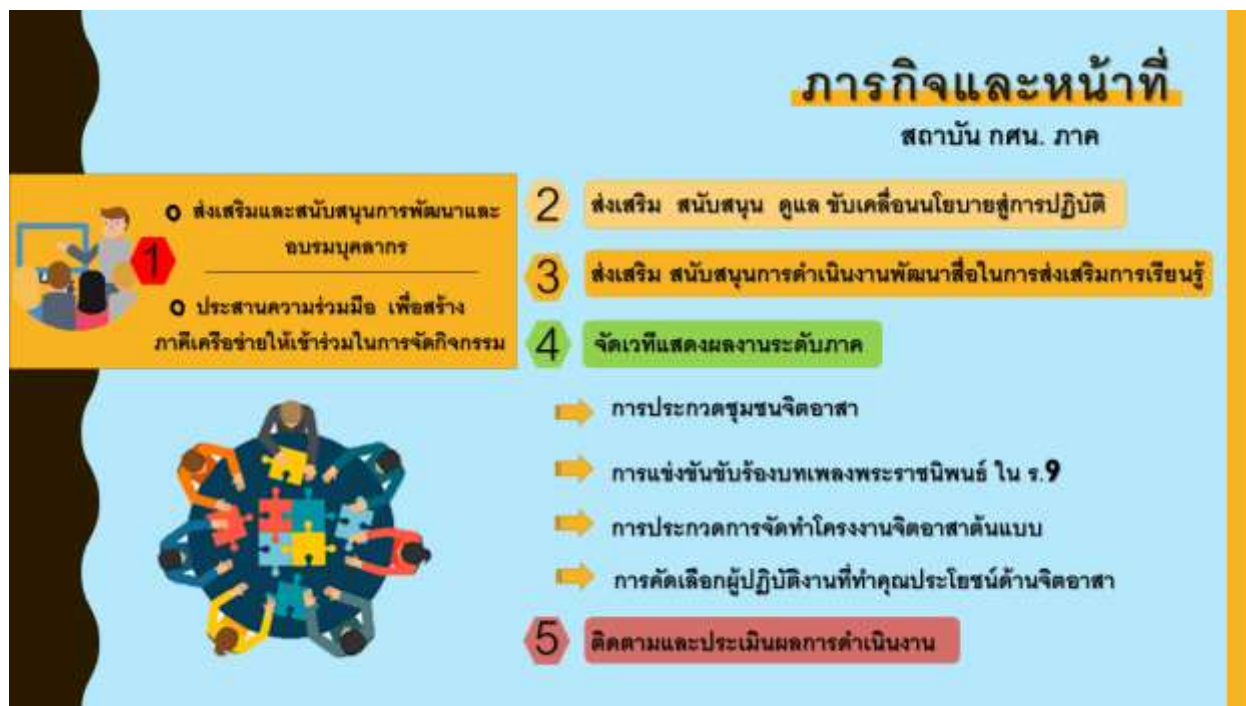 ภารกิจและหน้าที่
สถาบัน กศน. ภาค
1
ส่งเสริมและสนับสนุนการพัฒนาและ
อบรมบุคลากร
ประสานความร่วมมือ เพื่อสร้าง
ภาคีเครือข่ายให้เข้าร่วมในการจัดกิจกรรม
2 ส่งเสริม สนับสนุน ดูแล ขับเคลื่อนนโยบายสู่การปฏิบัติ
3 ส่งเสริม สนับสนุนการดำเนินงานพัฒนาสื่อในการส่งเสริมการเรียนรู้
4 จัดเวทีแสดงผลงานระดับภาค
การประกวดชุมชนจิตอาสา
การแข่งขันขับร้องบทเพลงพระราชนิพนธ์ ใน ร.9
การประกวดการจัดทำโครงงานจิตอาสาต้นแบบ
การคัดเลือกผู้ปฏิบัติงานที่ทำคุณประโยชน์ด้านจิตอาสา
5 ติดตามและประเมินผลการดำเนินงาน